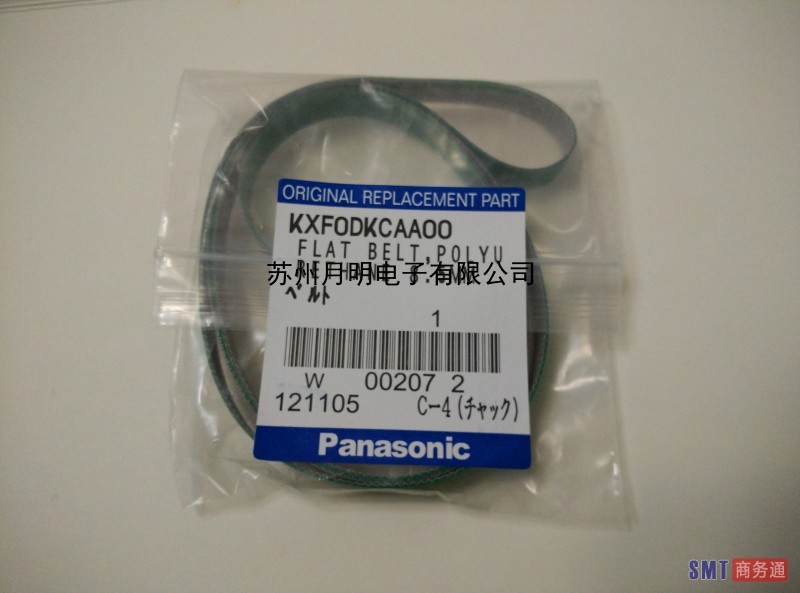 ORIGINAL REPLACEMENT PART
KXF0DKCAA00
FLAT BELT,POLYU
苏州月明电子有限公司
ベルト
1
W 00207 2
121105 C-4(チャック)
Panasonic
SMT 商务通